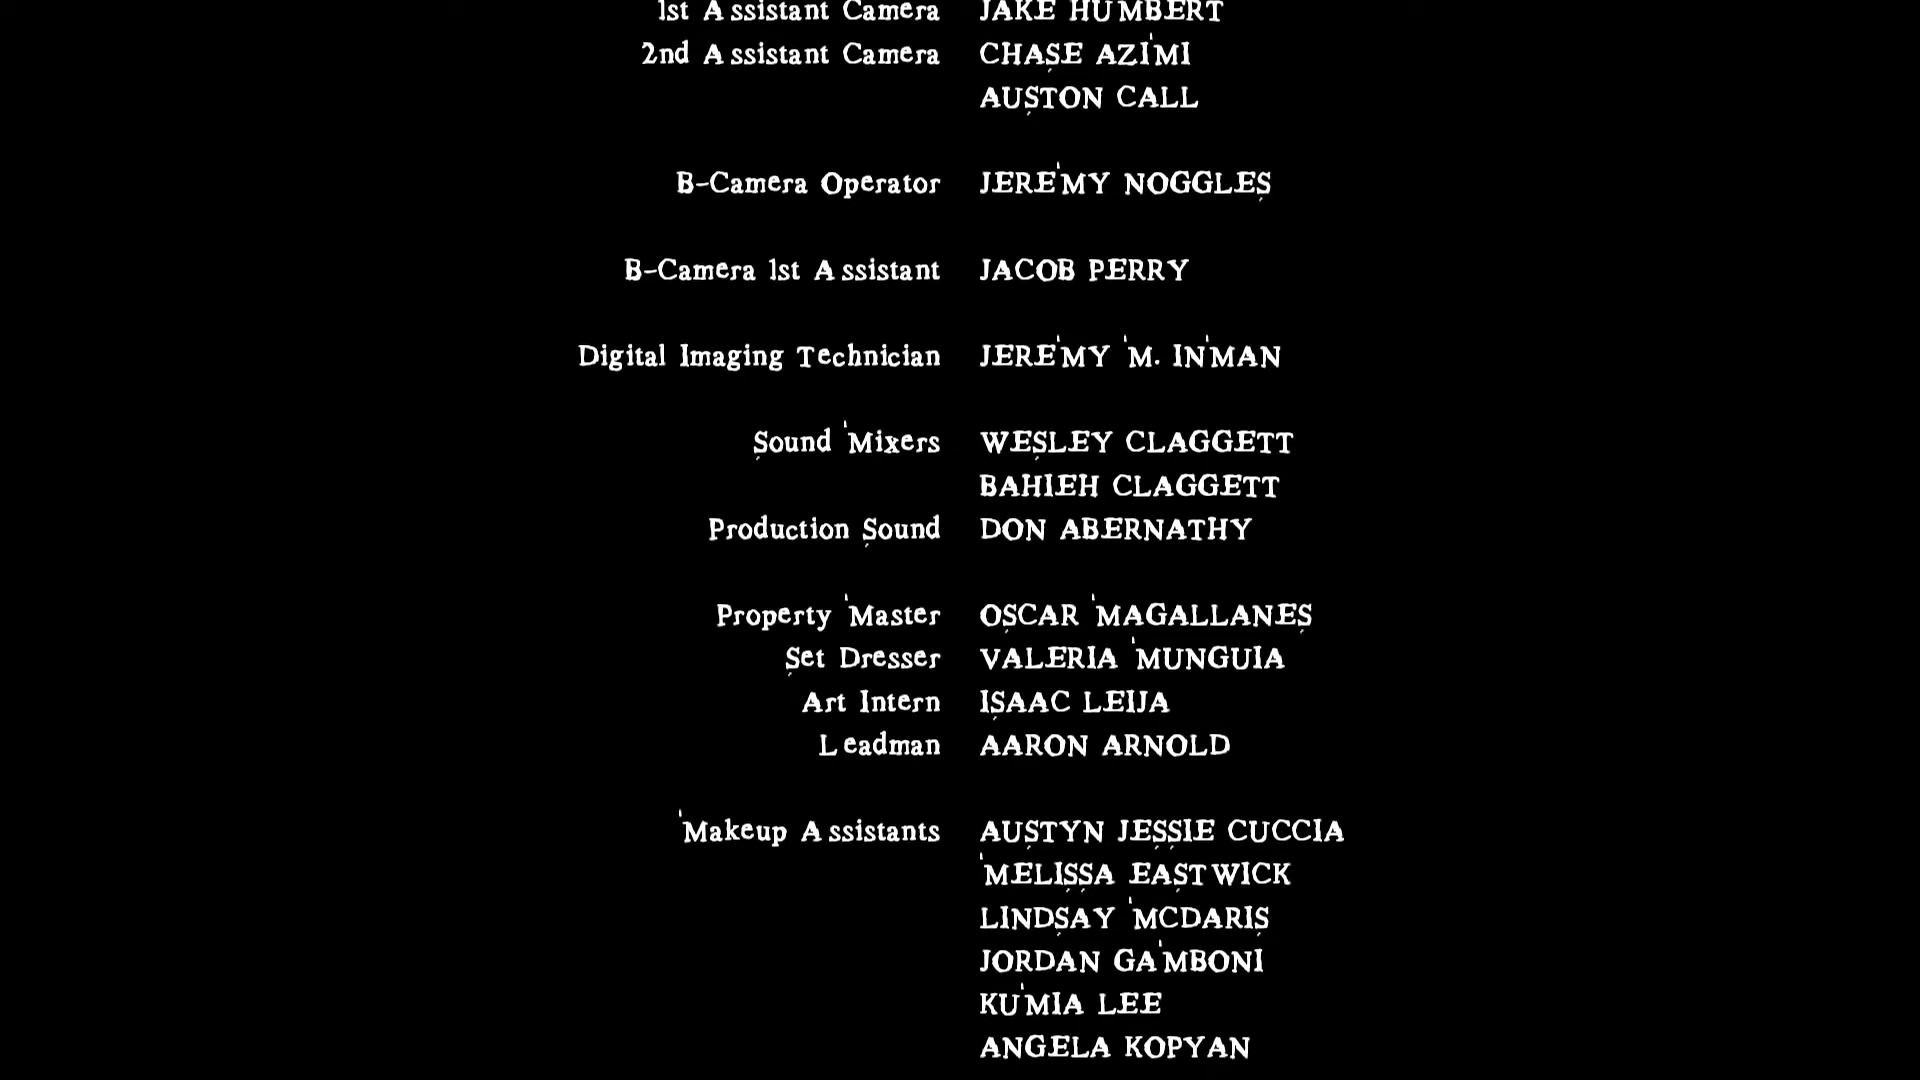 1st Assistant Camera JAKE HUMBERT
2nd Assistant Camera CHASE AZIMI
AUSTON CALL
B-Camera Operator JEREMY NOGGLES
B-Camera 1st Assistant JACOB PERRY
Digital Imaging Technician JEREMY M. INMAN
Sound Mixers WESLEY CLAGGETT
BAHIEH CLAGGETT
Production Sound DON ABERNATHY
Property Master OSCAR MAGALLANES
Set Dresser VALERIA MUNGUIA
Art Intern ISAAC LEIJA
Leadman AARON ARNOLD
Makeup Assistants AUSTYN JESSIE CUCCIA
MELISSA EASTWICK
LINDSAY MCDARIS
JORDAN GAMBONI
KUMIA LEE
ANGELA KOPYAN